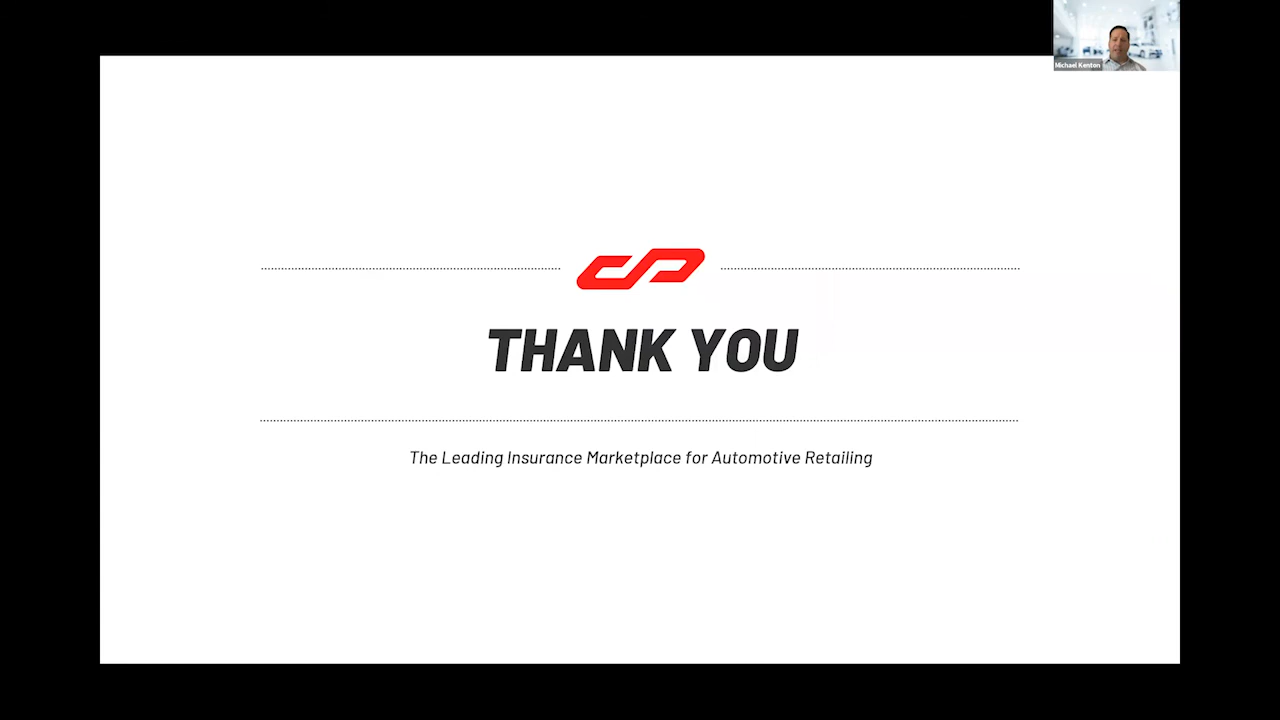 Michael Kenton
THANK YOU
The Leading Insurance Marketplace for Automotive Retailing